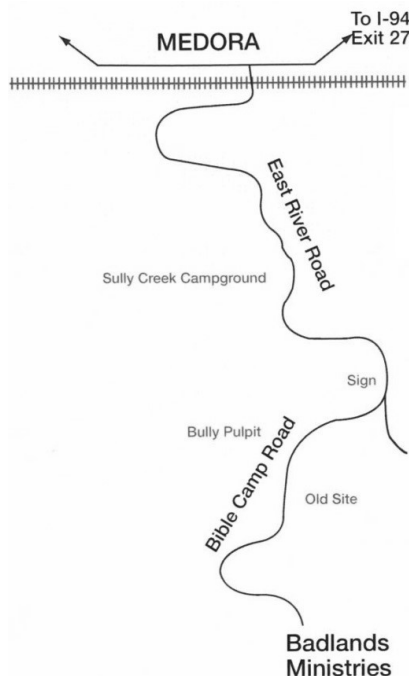 To I-94
Exit 27
MEDORA
East River Road
Sully Creek Campground
Sign
Bully Pulpit
Bible Camp Road
Old Site
Badlands
Ministries